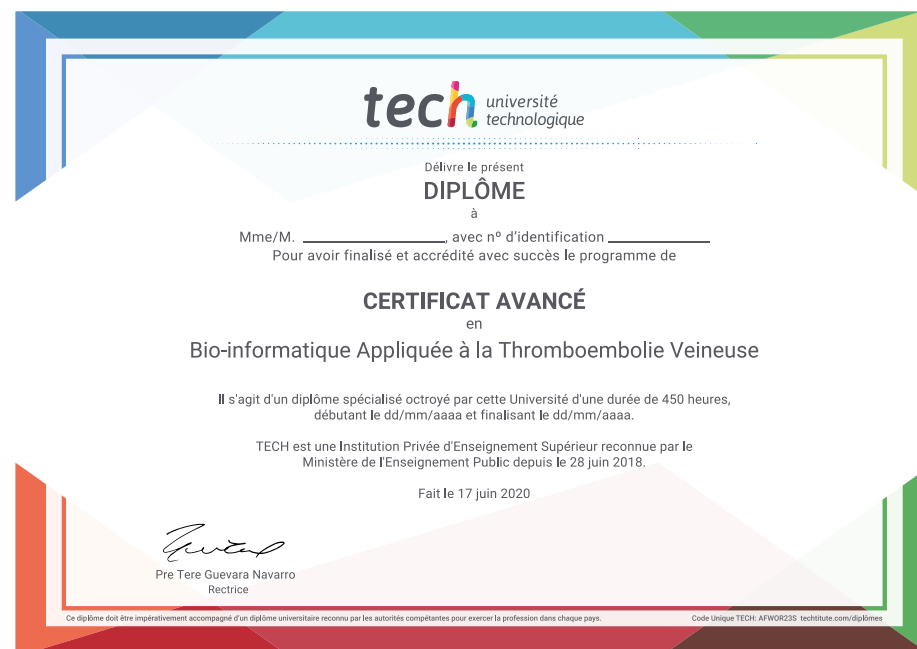 tech université
technologique
Délivre le présent
DIPLÔME
à
Mme/M. ____________________, avec nº d'identification ______________
Pour avoir finalisé et accrédité avec succès le programme de
CERTIFICAT AVANCÉ
en
Bio-informatique Appliquée à la Thromboembolie Veineuse
Il s'agit d'un diplôme spécialisé octroyé par cette Université d'une durée de 450 heures,
débutant le dd/mm/aaaa et finalisant le dd/mm/aaaa.
TECH est une Institution Privée d'Enseignement Supérieur reconnue par le
Ministère de l'Enseignement Public depuis le 28 juin 2018.
Fait le 17 juin 2020
Pre Tere Guevara Navarro
Rectrice
Ce diplôme doit être impérativement accompagné d'un diplôme universitaire reconnu par les autorités compétantes pour exercer la profession dans chaque pays.
Code Unique TECH: AFWOR23S techtitute.com/diplômes